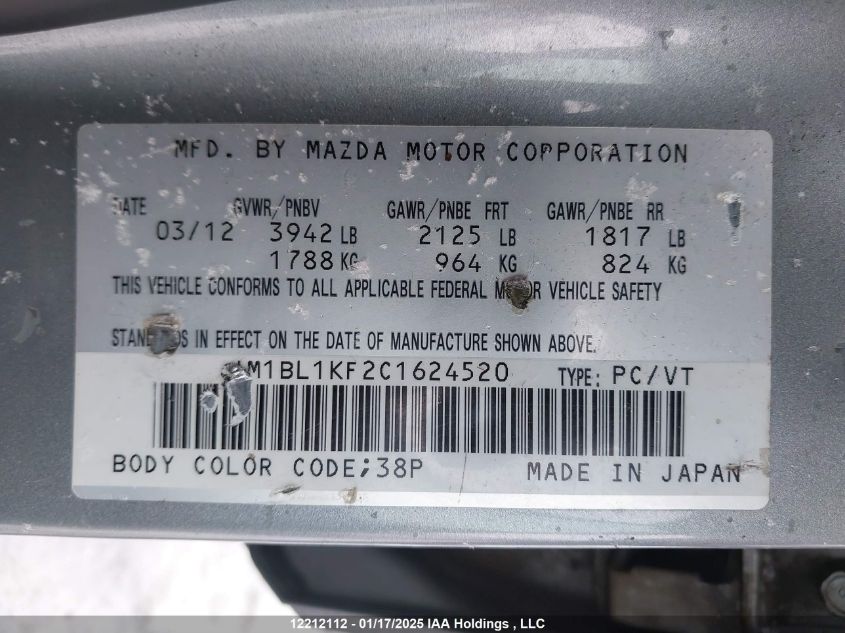 MFD. BY MAZDA MOTOR CORPORATION
DATE GVWR/PNBV GAWR/PNBE FRT GAWR/PNBE RR
03/12 3942 LB 2125 LB 1817 LB
1788 KG 964 KG 824 KG
THIS VEHICLE CONFORMS TO ALL APPLICABLE FEDERAL MOTOR VEHICLE SAFETY
STANDARDS IN EFFECT ON THE DATE OF MANUFACTURE SHOWN ABOVE.
JM1BL1KF2C1624520 TYPE: PC/VT
BODY COLOR CODE;38P MADE IN JAPAN
12212112 - 01/17/2025 IAA Holdings , LLC